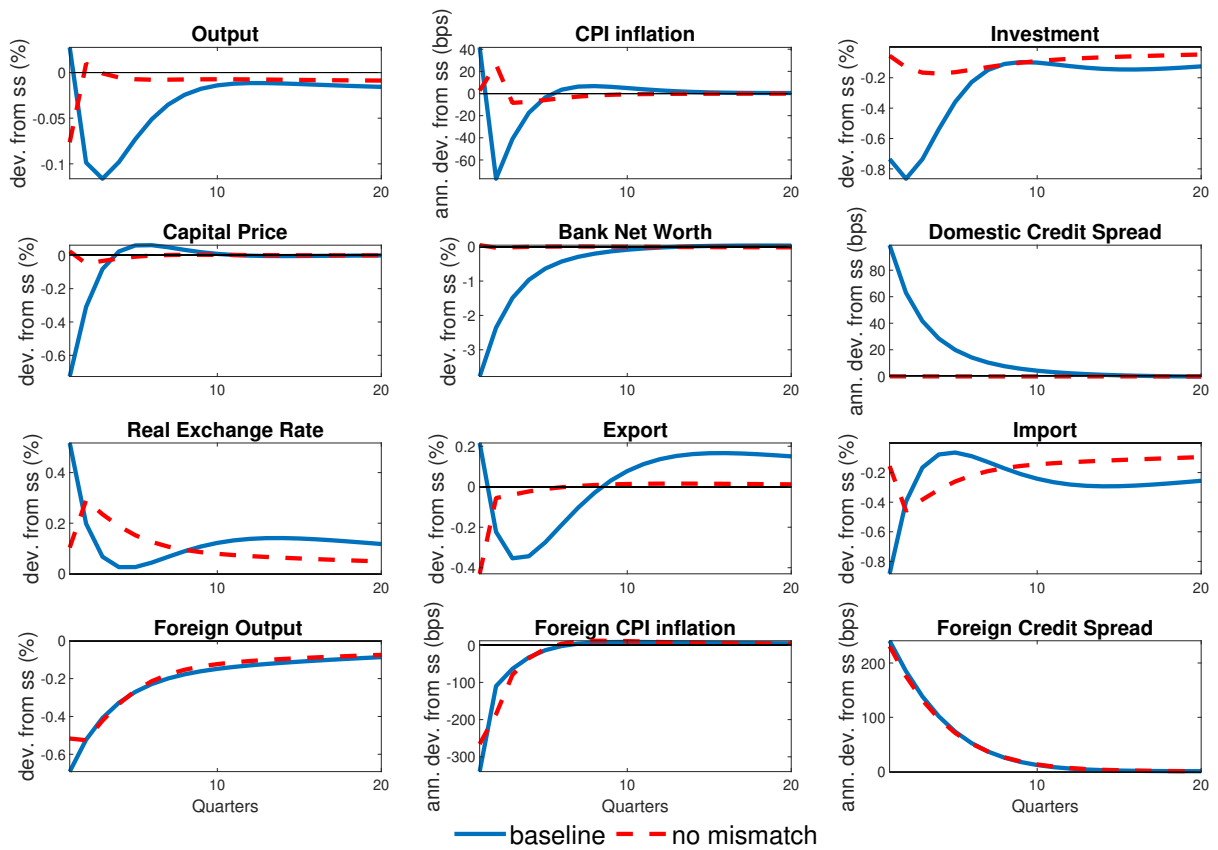 Output
dev. from ss (%)
0
-0.05
-0.1
10
20
CPI inflation
ann. dev. from ss (bps)
40
20
0
-20
-40
-60
10
20
Investment
dev. from ss (%)
-0.2
-0.4
-0.6
-0.8
10
20
Capital Price
dev. from ss (%)
0
-0.2
-0.4
-0.6
10
20
Bank Net Worth
dev. from ss (%)
0
-1
-2
-3
10
20
Domestic Credit Spread
ann. dev. from ss (bps)
80
60
40
20
0
10
20
Real Exchange Rate
dev. from ss (%)
0.4
0.2
0
10
20
Export
dev. from ss (%)
0.2
0
-0.2
-0.4
10
20
Import
dev. from ss (%)
-0.2
-0.4
-0.6
-0.8
10
20
Foreign Output
dev. from ss (%)
0
-0.2
-0.4
-0.6
10
20
Quarters
Foreign CPI inflation
ann. dev. from ss (bps)
0
-100
-200
-300
10
20
Quarters
Foreign Credit Spread
ann. dev. from ss (bps)
200
100
0
10
20
Quarters
baseline
no mismatch